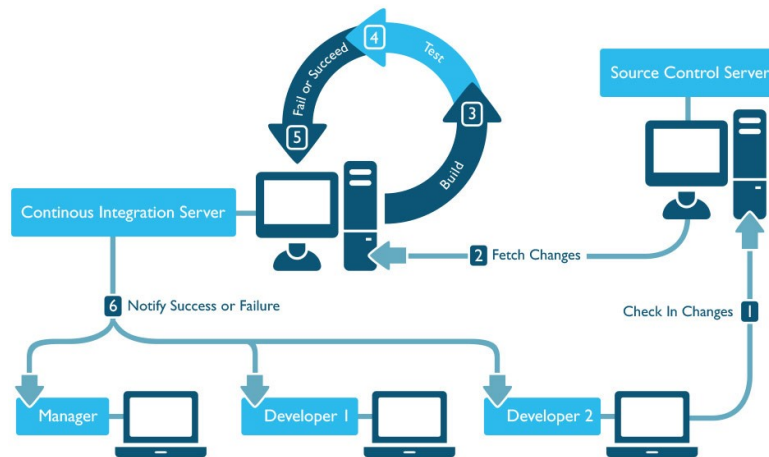 4
Test
Fail or Succeed
Source Control Server
3
5
Build
Continous Integration Server
2 Fetch Changes
6 Notify Success or Failure
Check In Changes 1
Manager
Developer 1
Developer 2